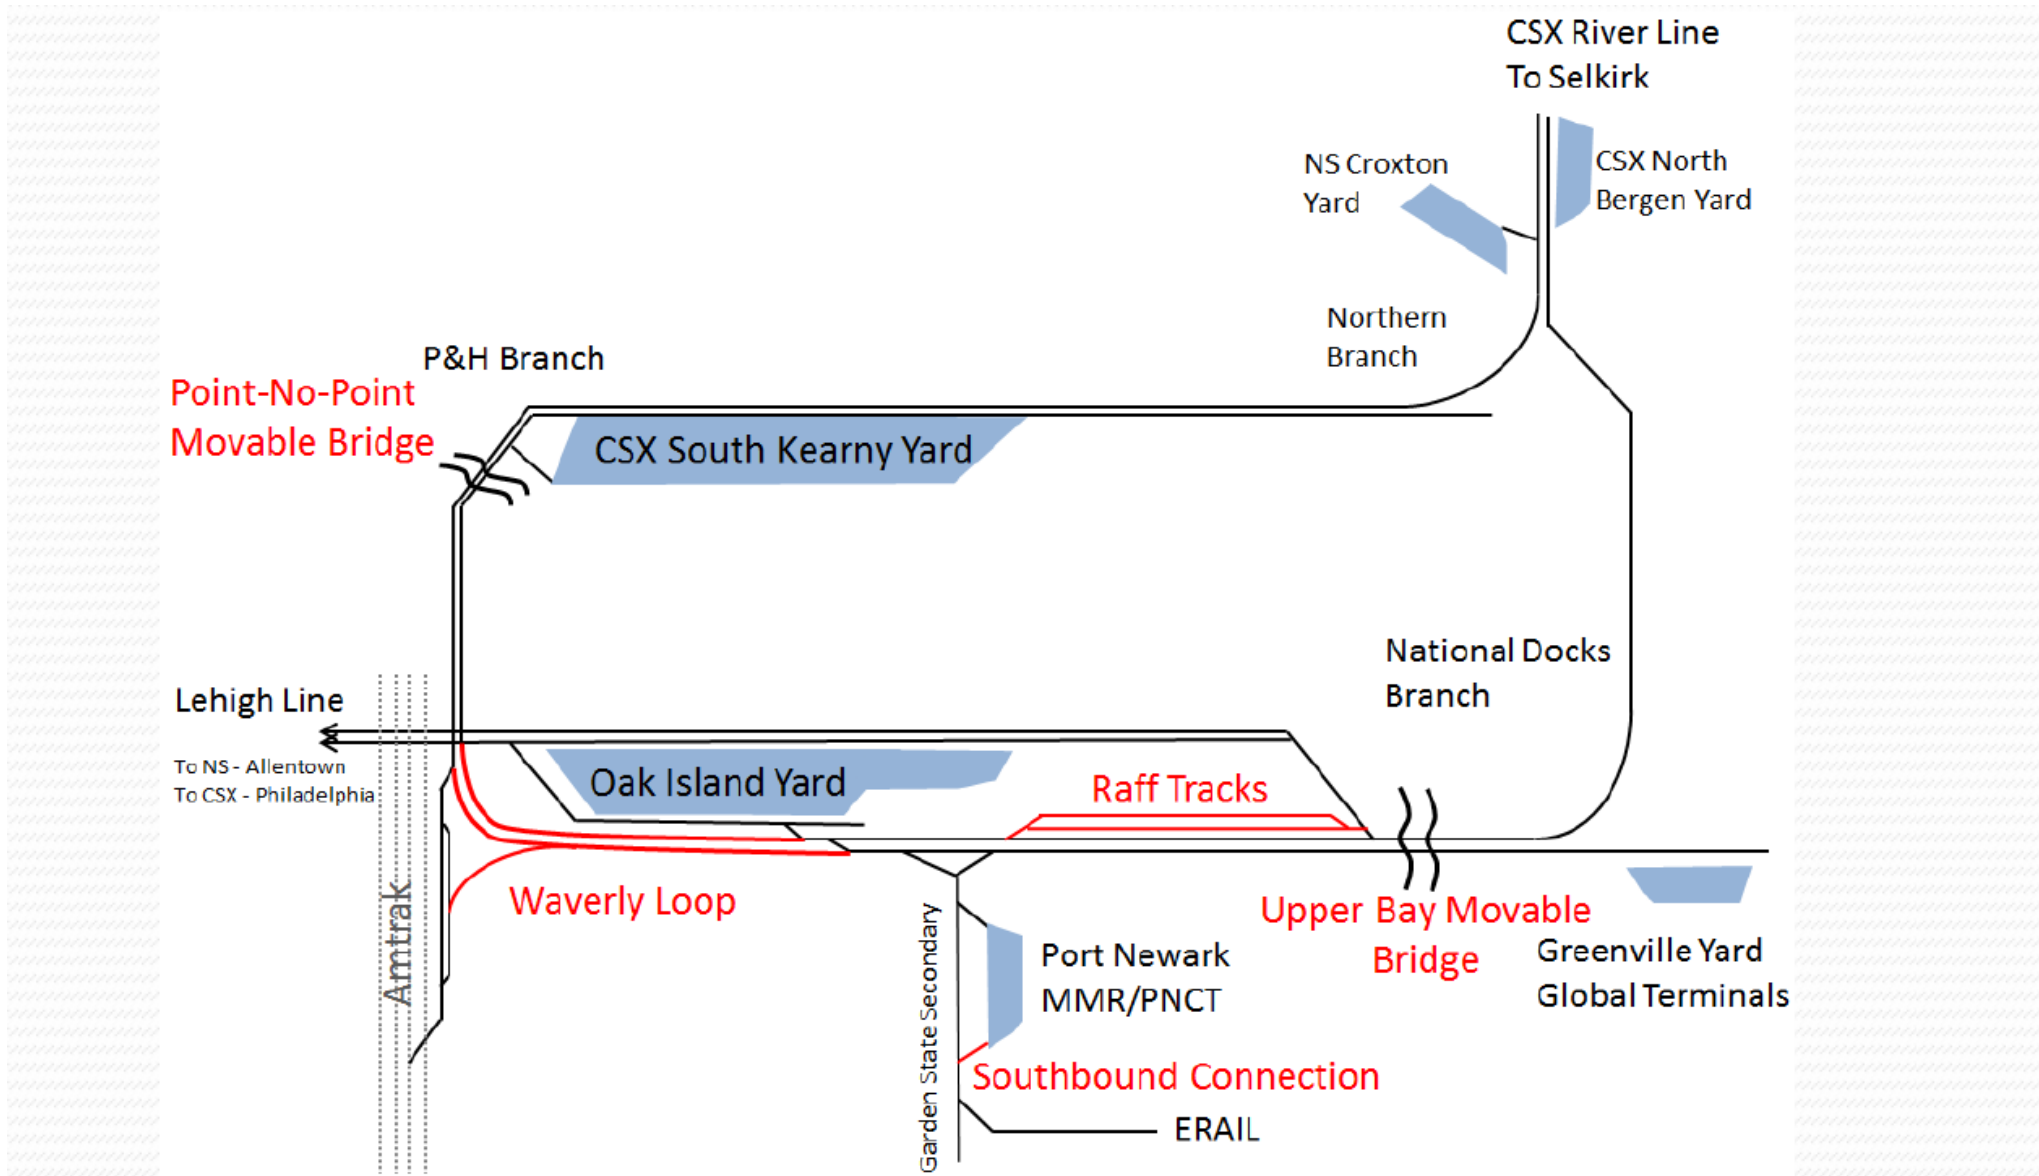 CSX River Line
To Selkirk
NS Croxton
Yard
CSX North
Bergen Yard
Northern
Branch
P&H Branch
Point-No-Point
Movable Bridge
CSX South Kearny Yard
National Docks
Branch
Lehigh Line
To NS - Allentown
To CSX - Philadelphia
Oak Island Yard
Raff Tracks
Amtrak
Waverly Loop
Upper Bay Movable
Bridge
Greenville Yard
Global Terminals
Garden State Secondary
Port Newark
MMR/PNCT
Southbound Connection
ERAIL